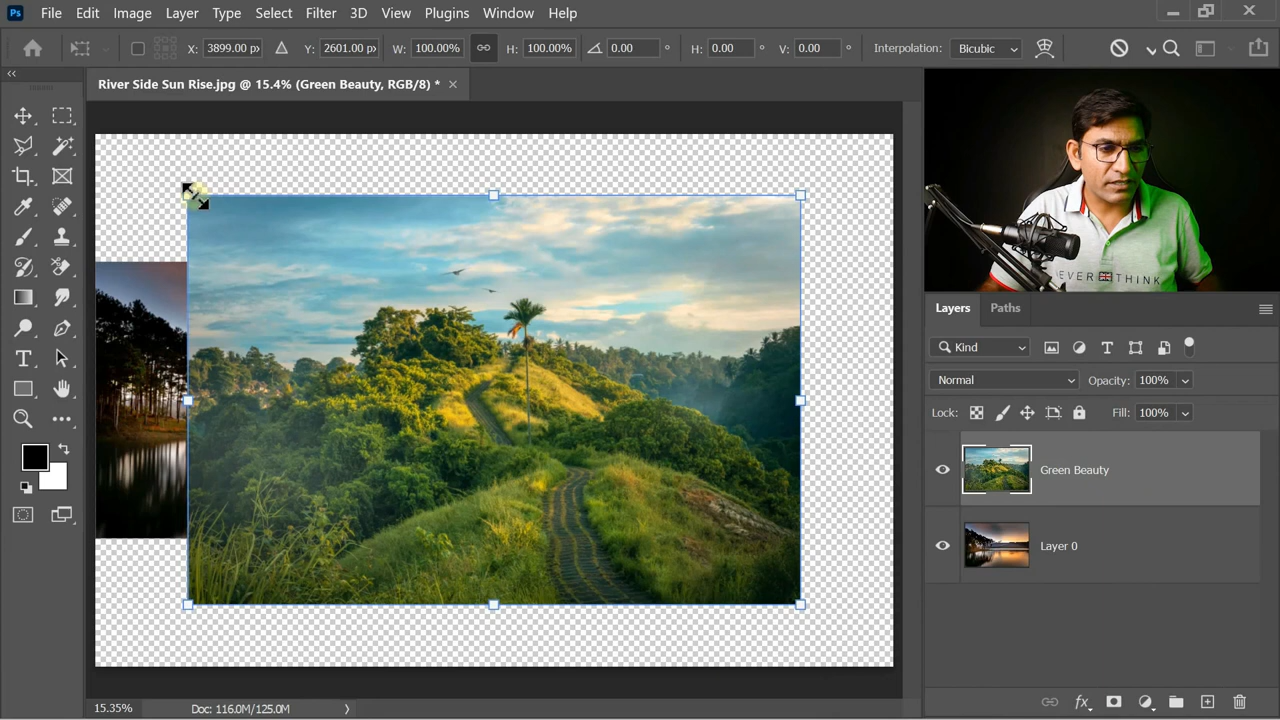 Ps File Edit Image Layer Type Select Filter 3D View Plugins Window Help
X: 3899.00 px Y: 2601.00 px W: 100.00% H: 100.00% 0.00 ° H: 0.00 ° V: 0.00 ° Interpolation: Bicubic
River Side Sun Rise.jpg @ 15.4% (Green Beauty, RGB/8) *
Layers Paths
Kind
Normal Opacity: 100%
Lock: Fill: 100%
Green Beauty
Layer 0
15.35% Doc: 116.0M/125.0M